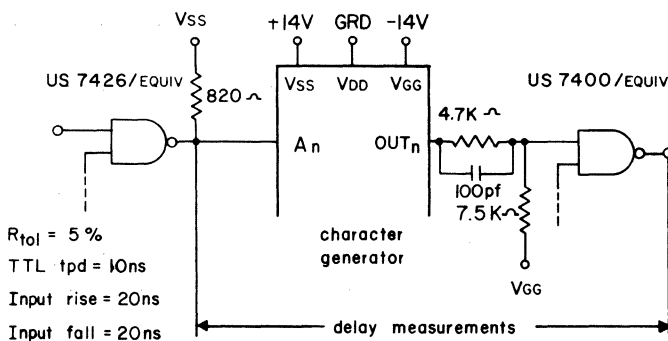 VSS
+14V GRD -14V
US 7426/EQUIV
VSS VDD VGG
US 7400/EQUIV
820 Ω
4.7K Ω
An
OUTn
100pf
7.5K Ω
Rtol = 5 %
character
generator
TTL tpd = 10ns
VGG
Input rise = 20ns
Input fall = 20ns
delay measurements